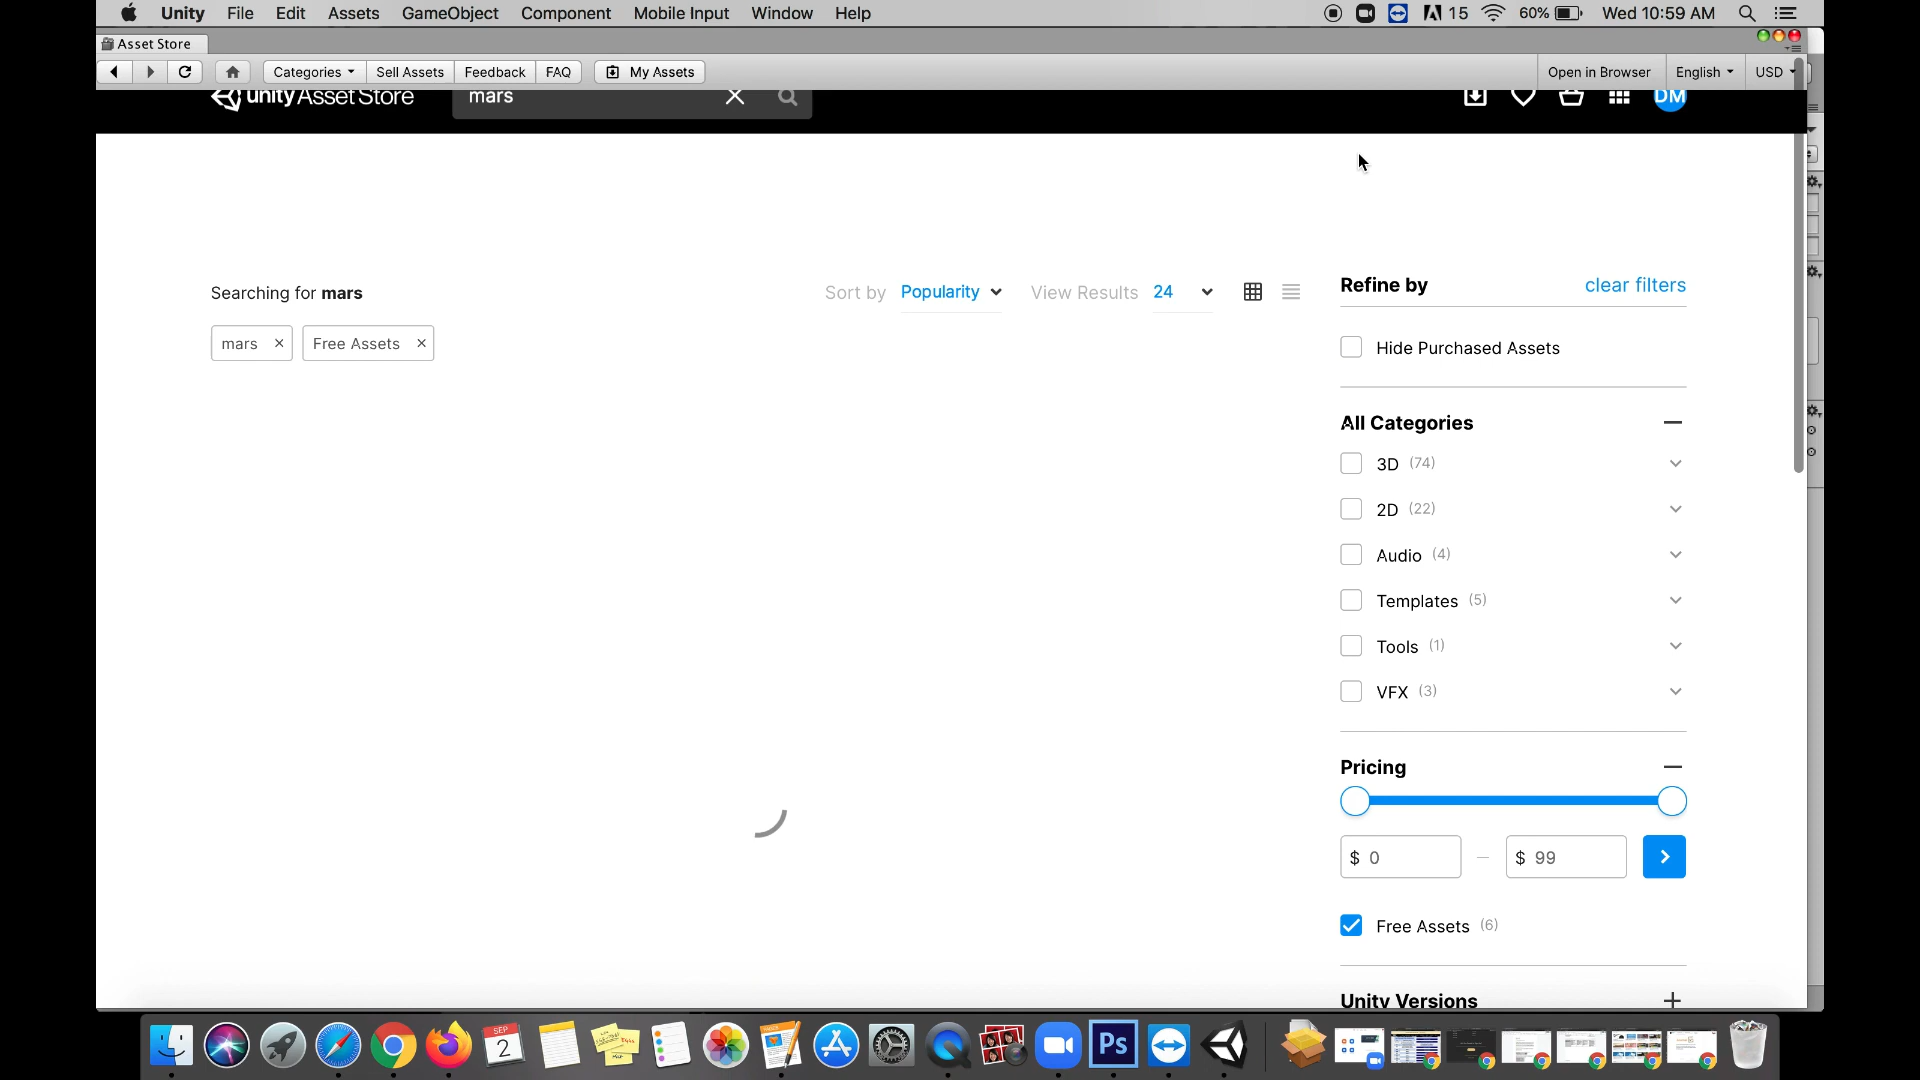 Unity File Edit Assets GameObject Component Mobile Input Window Help 15 60% Wed 10:59 AM
Asset Store
Categories Sell Assets Feedback FAQ My Assets Open in Browser English USD
unity Asset Store mars DM
Searching for mars Sort by Popularity View Results 24 Refine by clear filters
mars × Free Assets ×
Hide Purchased Assets
All Categories
3D (74)
2D (22)
Audio (4)
Templates (5)
Tools (1)
VFX (3)
Pricing
$ 0 – $ 99
Free Assets (6)
Unity Versions
SEP
2
Ps